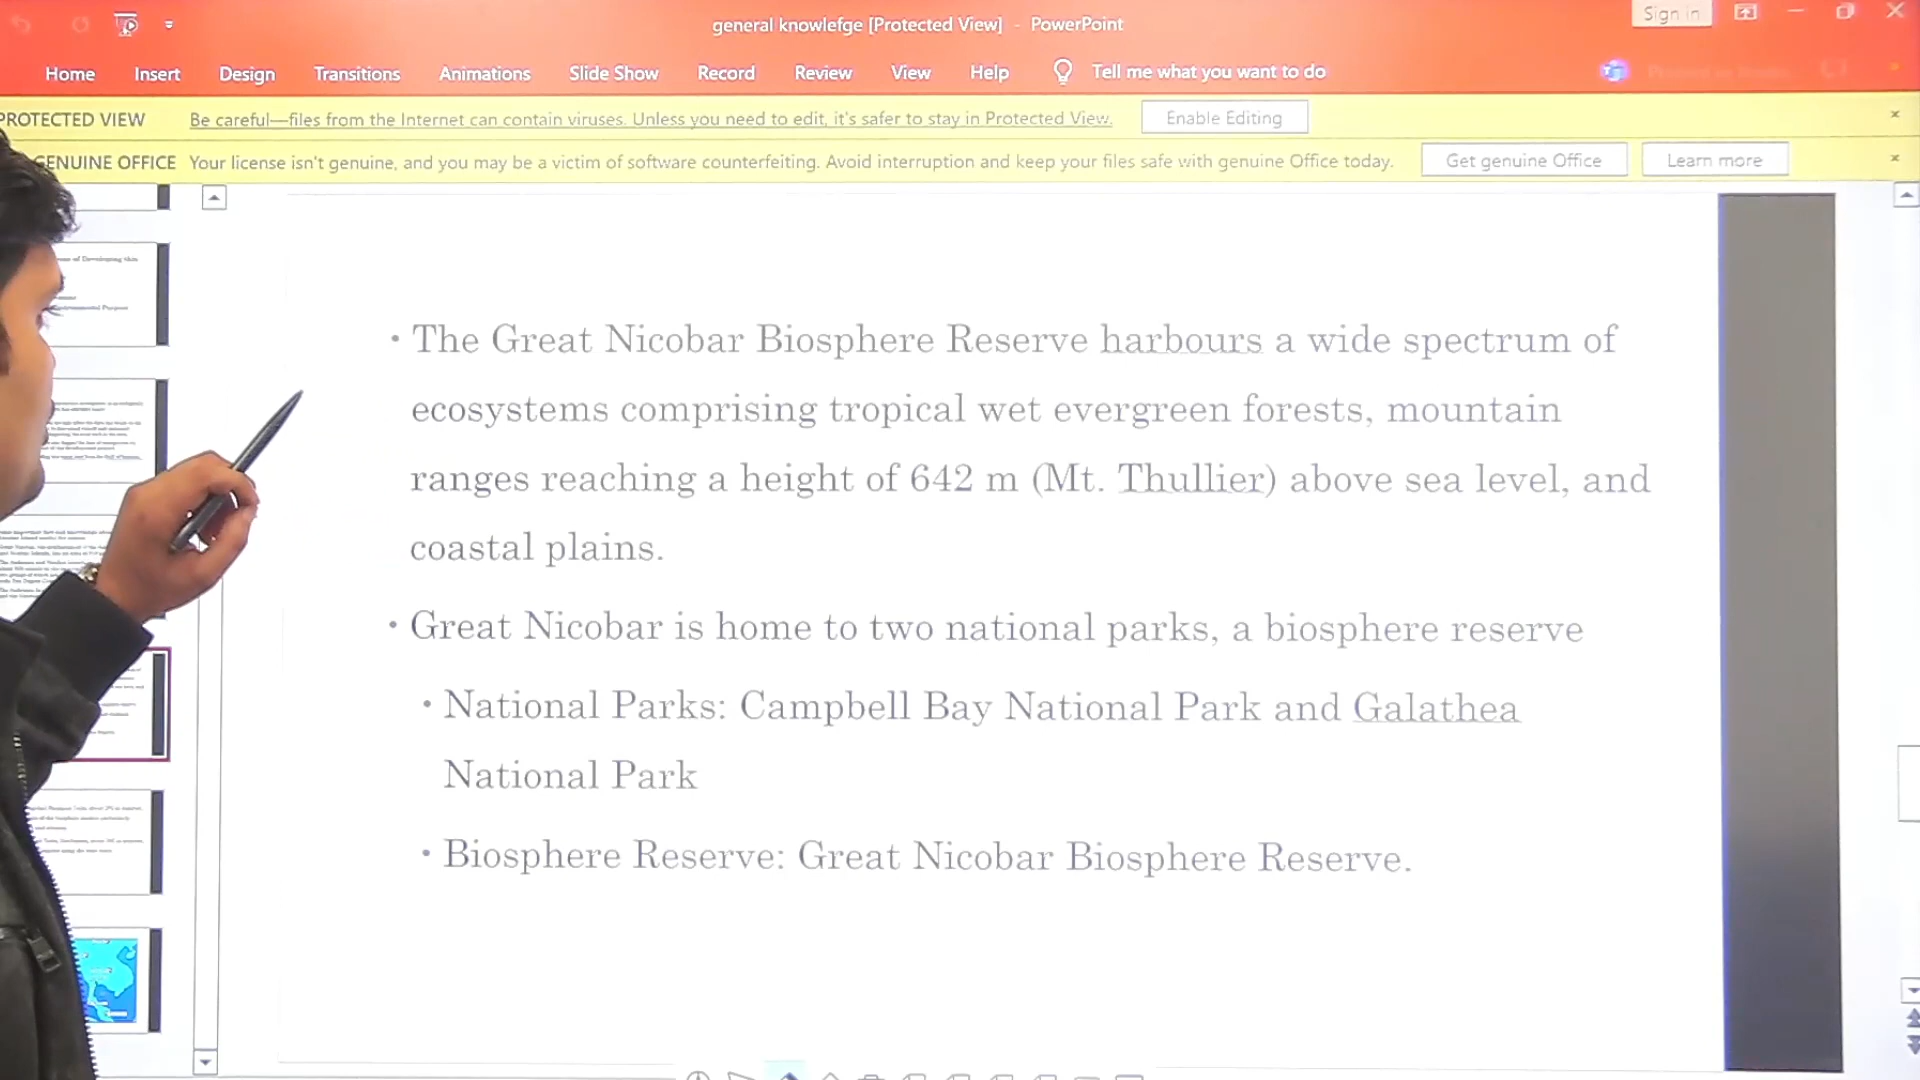 general knowlefge [Protected View] - PowerPoint
Sign in
Home Insert Design Transitions Animations Slide Show Record Review View Help Tell me what you want to do
PROTECTED VIEW Be careful—files from the Internet can contain viruses. Unless you need to edit, it's safer to stay in Protected View. Enable Editing
GENUINE OFFICE Your license isn't genuine, and you may be a victim of software counterfeiting. Avoid interruption and keep your files safe with genuine Office today. Get genuine Office Learn more
• The Great Nicobar Biosphere Reserve harbours a wide spectrum of
ecosystems comprising tropical wet evergreen forests, mountain
ranges reaching a height of 642 m (Mt. Thullier) above sea level, and
coastal plains.
• Great Nicobar is home to two national parks, a biosphere reserve
• National Parks: Campbell Bay National Park and Galathea
National Park
• Biosphere Reserve: Great Nicobar Biosphere Reserve.